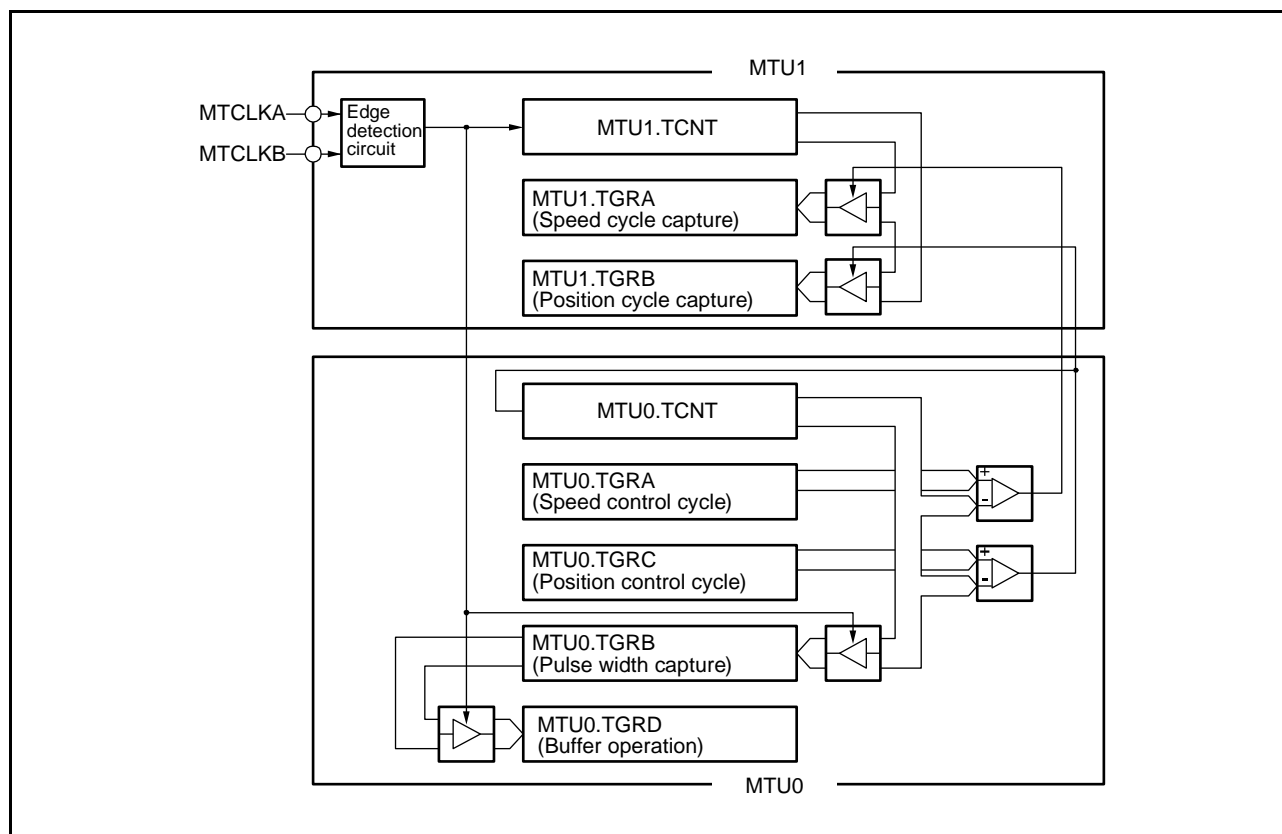 MTU1
MTCLKA
MTCLKB
Edge
detection
circuit
MTU1.TCNT
MTU1.TGRA
(Speed cycle capture)
MTU1.TGRB
(Position cycle capture)
MTU0.TCNT
MTU0.TGRA
(Speed control cycle)
+
-
MTU0.TGRC
(Position control cycle)
+
-
MTU0.TGRB
(Pulse width capture)
MTU0.TGRD
(Buffer operation)
MTU0